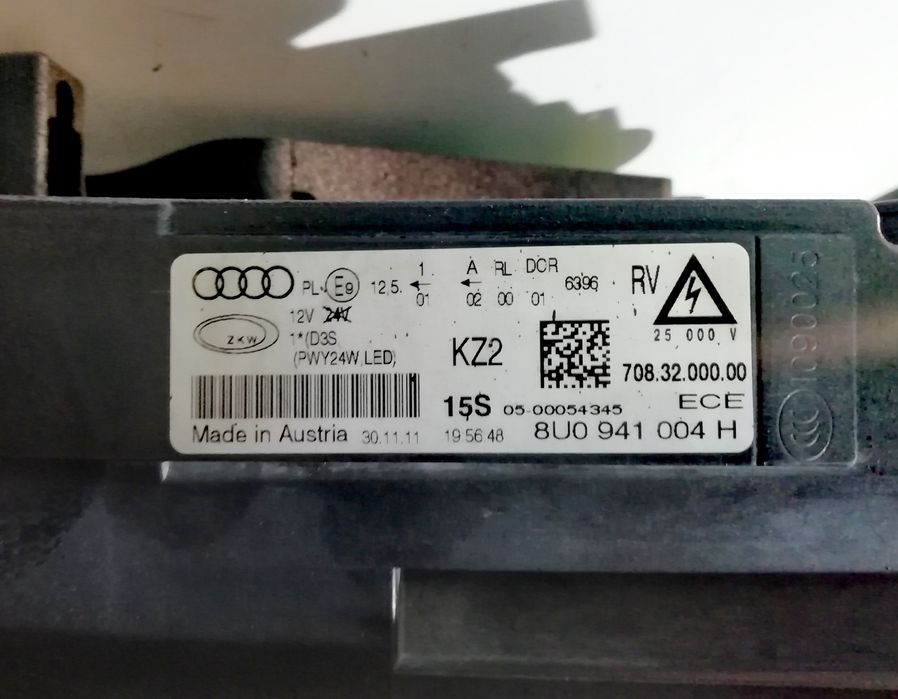 PL E9 12.5. ← 1 01 ← A 02 RL 00 DCR 01 6396 RV
12V 24V
ZKW
1*(D3S
(PWY24W,LED)
KZ2
25 000 V
708.32.000.00
15S 05-00054345 ECE
Made in Austria 30.11.11 19:56:48 8U0 941 004 H
CCC